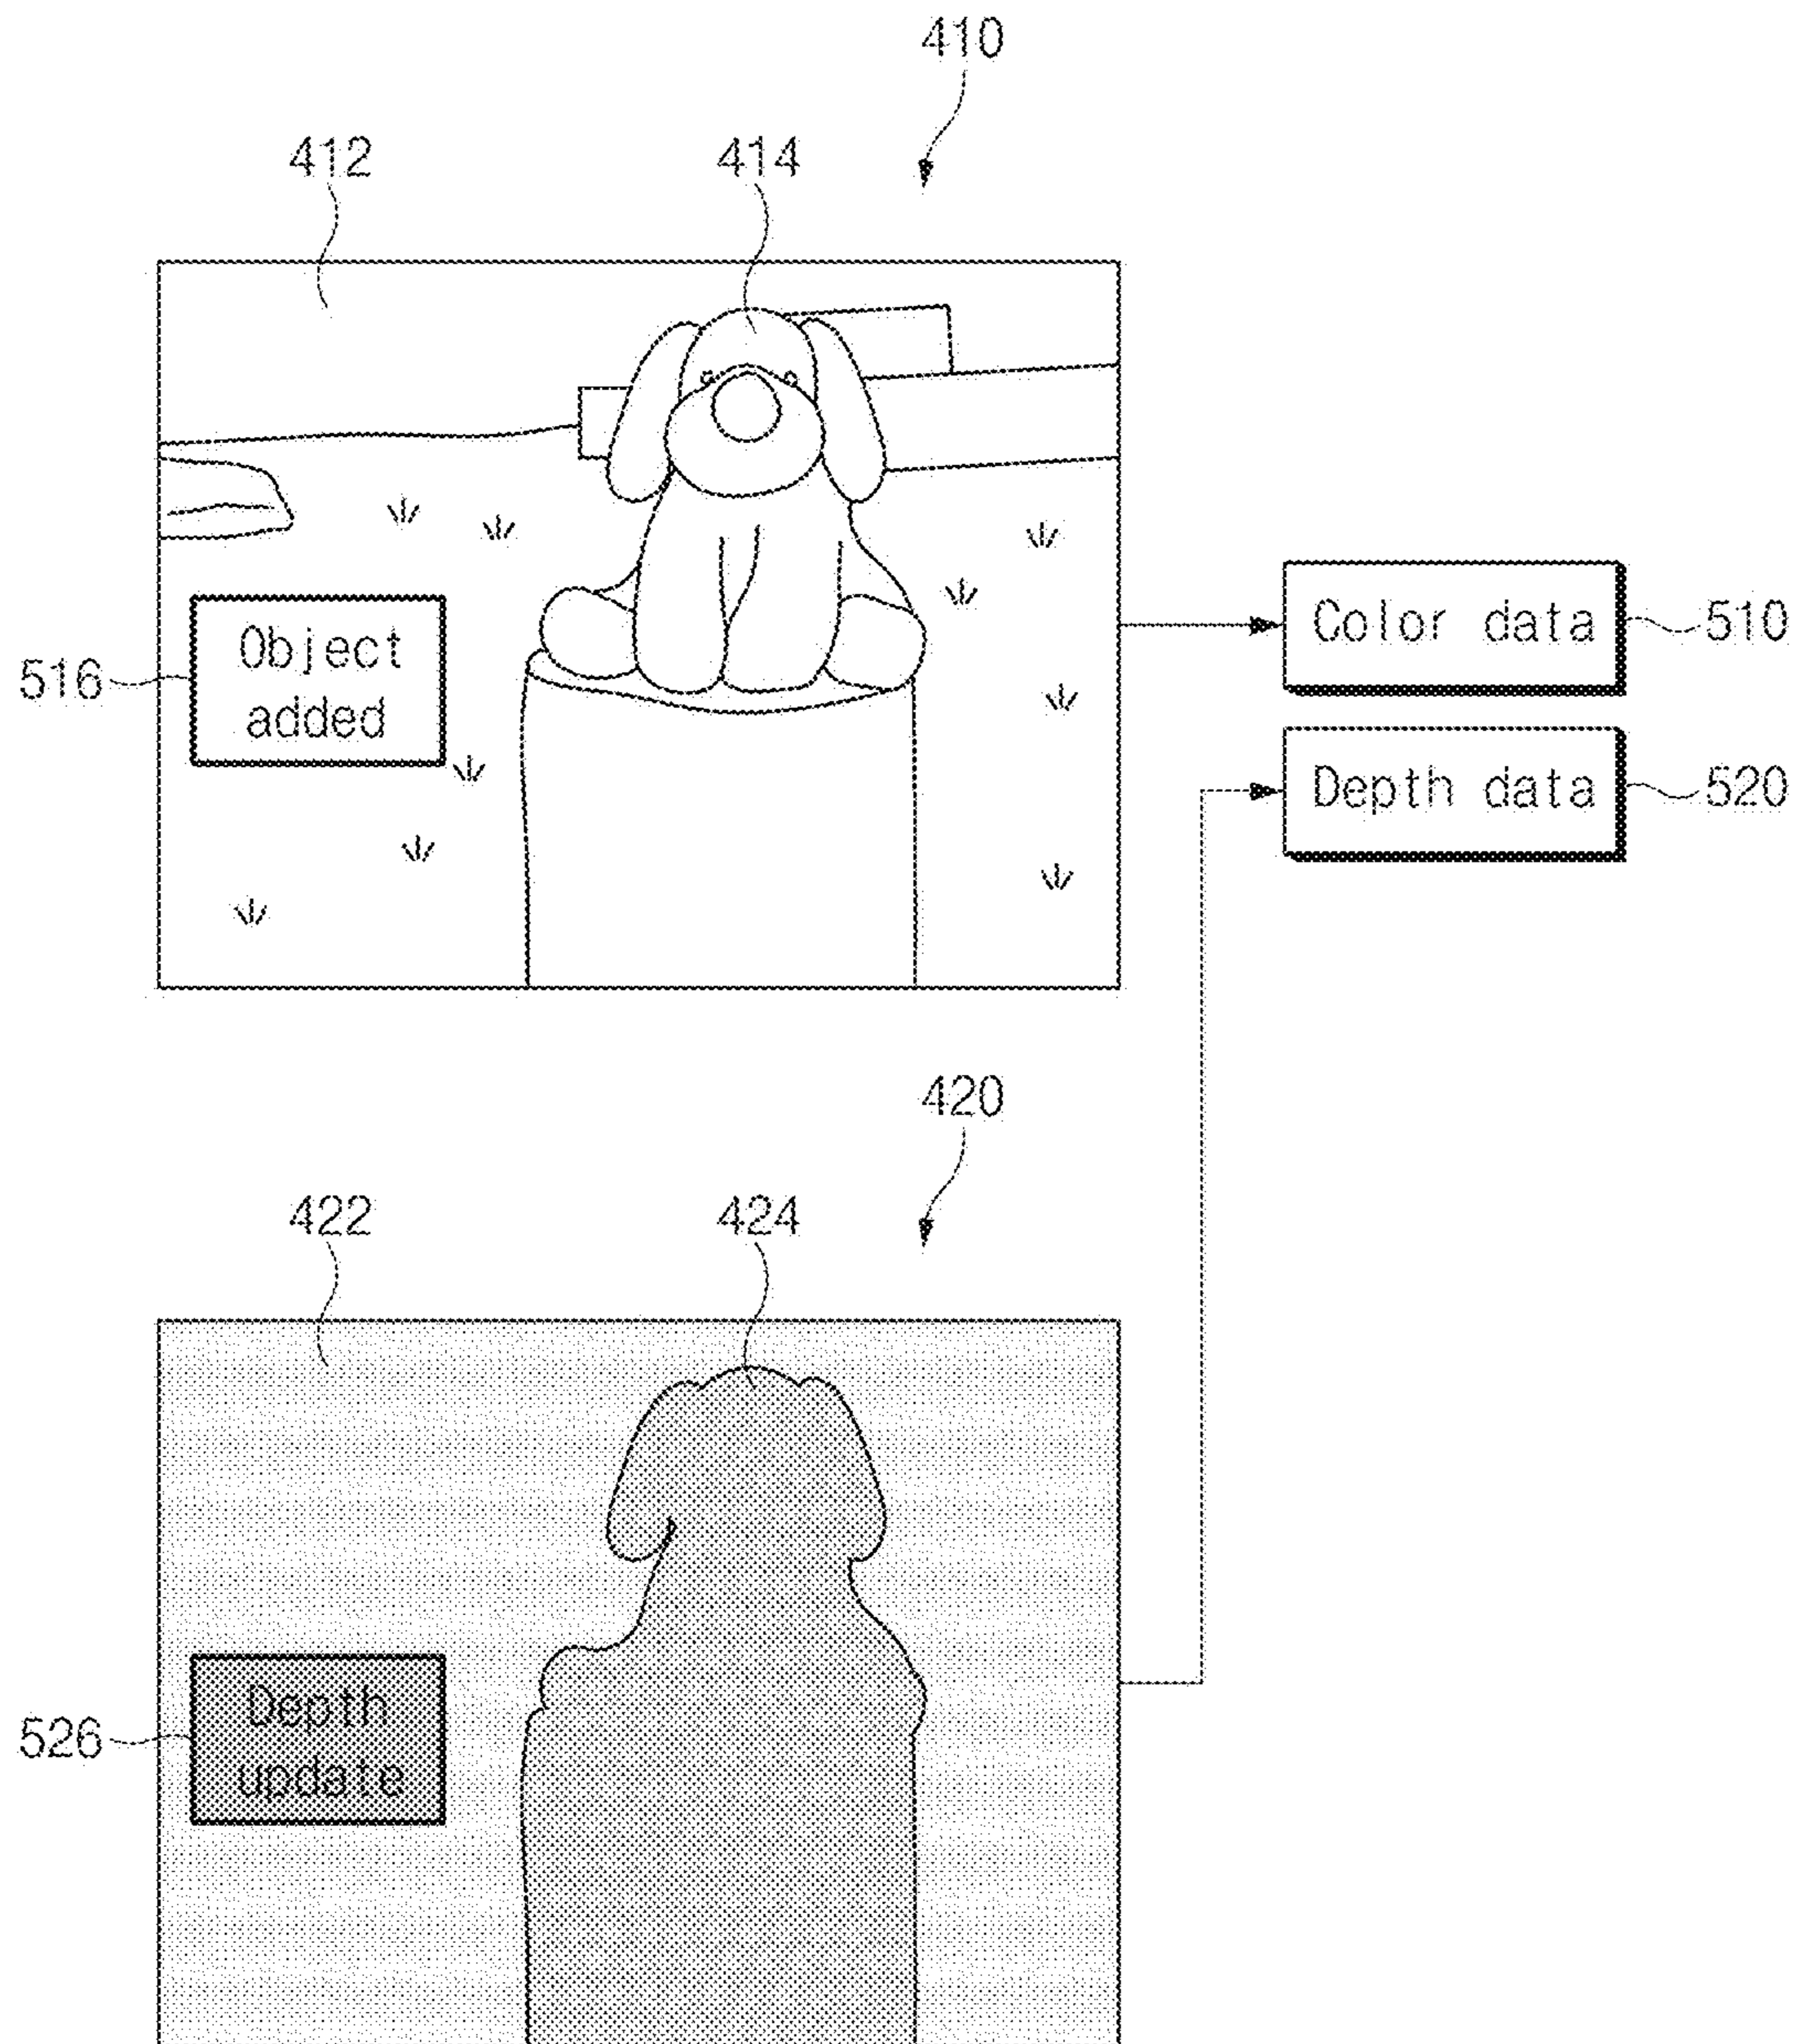 410
412
414
Object
added
516
Color data
510
Depth data
520
420
422
424
Depth
update
526